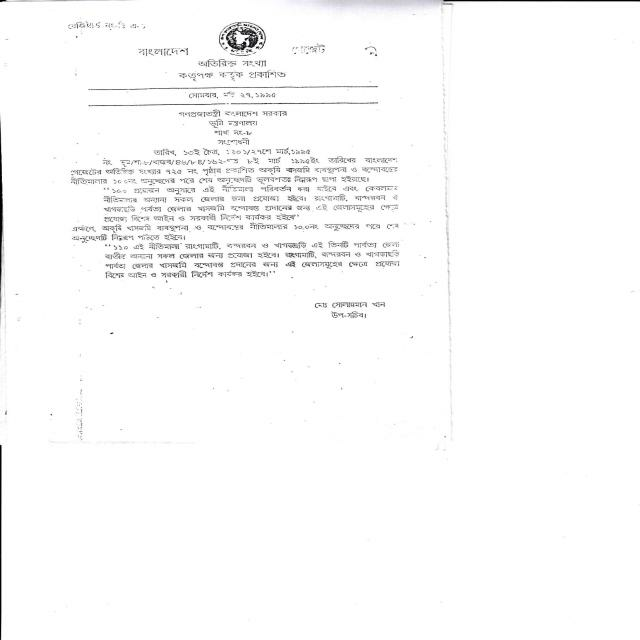 রেজিষ্টার্ড নং-ডি এ-১
বাংলাদেশ গেজেট
অতিরিক্ত সংখ্যা
কর্তৃপক্ষ কর্তৃক প্রকাশিত
সোমবার, মার্চ ২৭,১৯৯৫
গণপ্রজাতন্ত্রী বাংলাদেশ সরকার
ভূমি মন্ত্রণালয়
শাখা নং-৮
সংশোধনী
তারিখ, ১৩ই চৈত্র, ১৪০১/২৭শে মার্চ,১৯৯৫
নং ভূম/শা-৮/খাজব/৪৬/৮৪/১৬২-গত ৮ই মার্চ ১৯৯৫ইং তারিখের বাংলাদেশ
গেজেটের অতিরিক্ত সংখ্যার ৭২৫ নং পৃষ্ঠায় প্রকাশিত অকৃষি খাসজমি ব্যবস্থাপনা ও বন্দোবস্তের
নীতিমালার ১০০নং অনুচ্ছেদের পরে শেষ অনুচ্ছেদটি ভুলবশতঃ নিম্নরূপ ছাপা হইয়াছে।
"১০০ প্রয়োজন অনুসারে এই নীতিমালা পরিবর্তন করা যাইবে এবং কেবলমাত্র
নীতিমালার অন্যান্য সকল জেলার জন্য প্রযোজ্য হইবে। রাংগামাটি, বান্দরবন ও
খাগড়াছড়ি পার্বত্য জেলার খাসজমি বন্দোবস্ত প্রদানের জন্য এই জেলাসমূহের ক্ষেত্রে
প্রযোজ্য বিশেষ আইন ও সরকারী নির্দেশ কার্যকর হইবে"
এক্ষণে, অকৃষি খাসজমি ব্যবস্থাপনা ও বন্দোবস্তের নীতিমালার ১০.০নং অনুচ্ছেদের পরে শেষ
অনুচ্ছেদটি নিম্নরূপ পড়িতে হইবে।
"১১০ এই নীতিমালা রাংগামাটি, বান্দরবন ও খাগড়াছড়ি এই তিনটি পার্বত্য জেলা
ব্যতীত অন্যান্য সকল জেলার জন্য প্রযোজ্য হইবে। রাংগামাটি, বান্দরবন ও খাগড়াছড়ি
পার্বত্য জেলার খাসজমি বন্দোবস্ত প্রদানের জন্য এই জেলাসমূহের ক্ষেত্রে প্রযোজ্য
বিশেষ আইন ও সরকারী নির্দেশ কার্যকর হইবে।"
মোঃ সোলায়মান খান
উপ-সচিব।